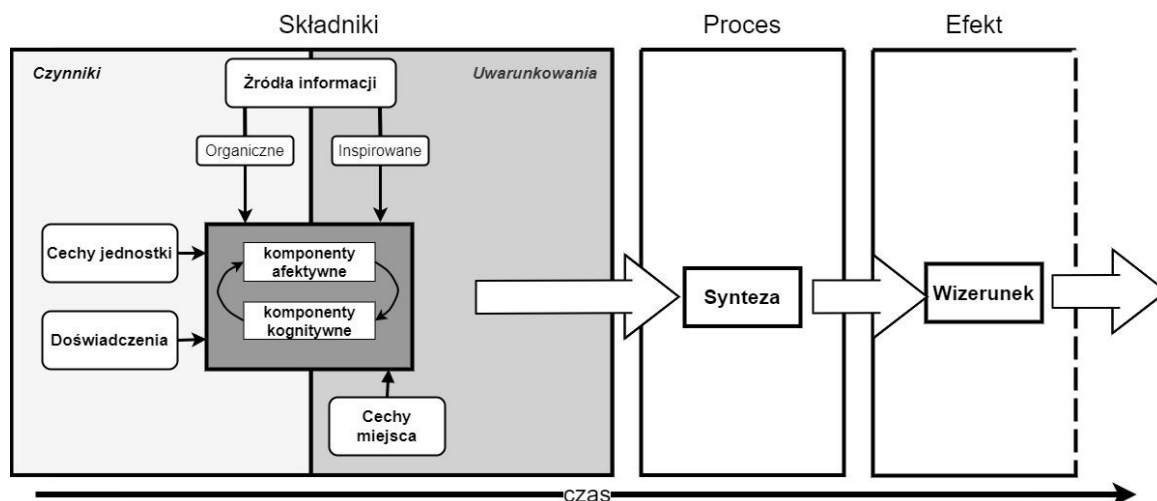 Składniki
Proces
Efekt
Czynniki
Uwarunkowania
Żródła informacji
Organiczne
Inspirowane
Cechy jednostki
komponenty
afektywne
komponenty
kognitywne
Doświadczenia
Cechy
miejsca
Synteza
Wizerunek
czas